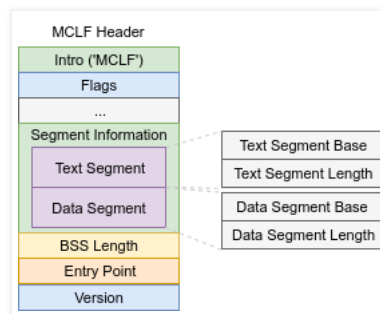 MCLF Header
Intro ('MCLF')
Flags
...
Segment Information
Text Segment
Data Segment
Text Segment Base
Text Segment Length
Data Segment Base
Data Segment Length
BSS Length
Entry Point
Version